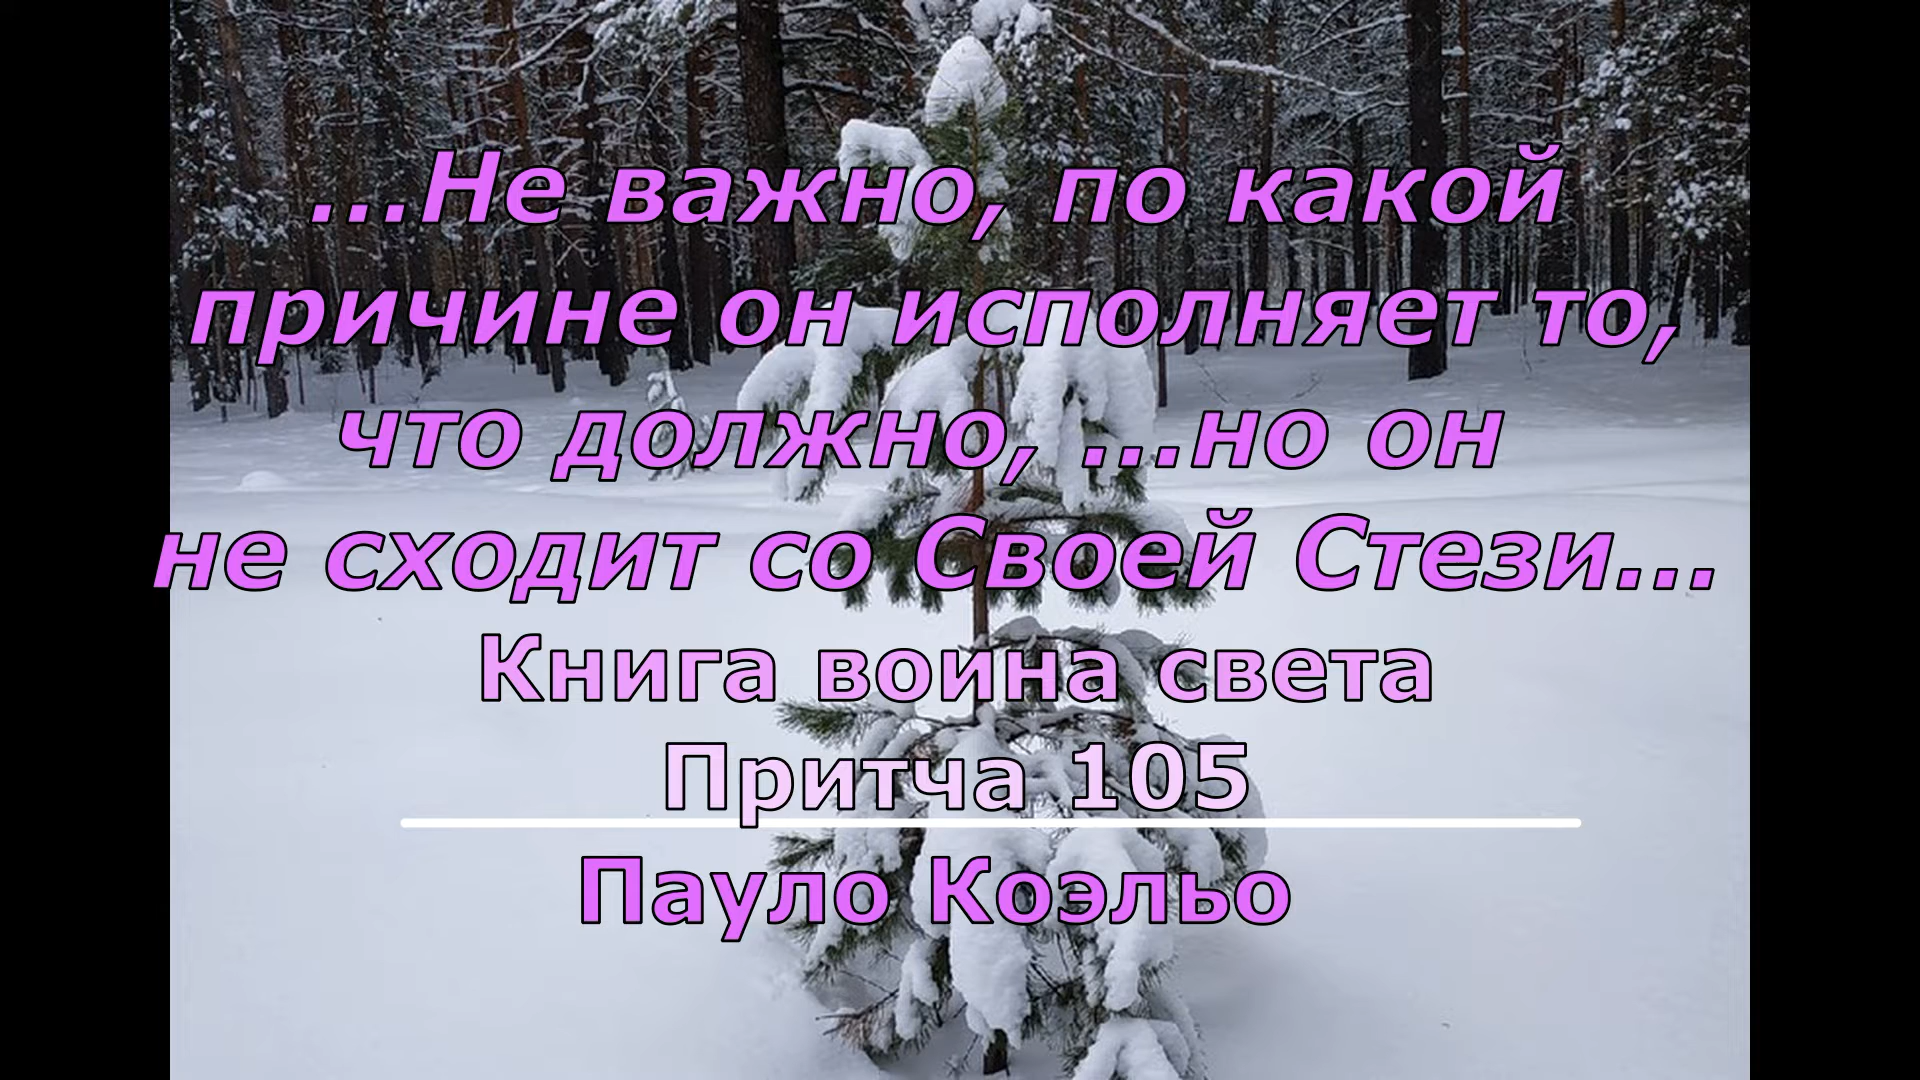 ...Не важно, по какой
причине он исполняет то,
что должно, ...но он
не сходит со Своей Стези...
Книга воина света
Притча 105
Пауло Коэльо